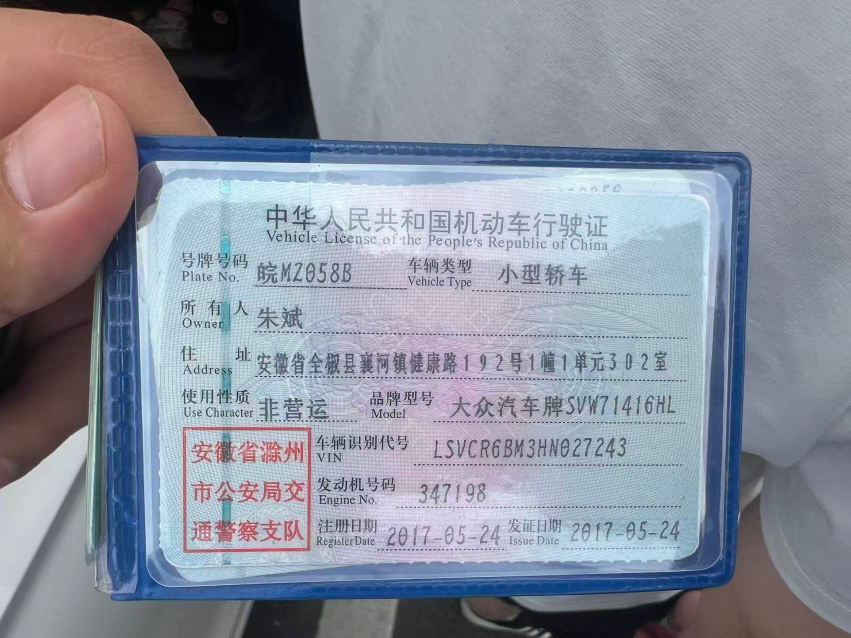 中华人民共和国机动车行驶证
Vehicle License of the People's Republic of China
号牌号码 皖MZ058B 车辆类型 小型轿车
Plate No. Vehicle Type
所有人 朱斌
Owner
住址 安徽省全椒县襄河镇健康路192号1幢1单元302室
Address
使用性质 非营运 品牌型号 大众汽车牌SVW71416HL
Use Character Model
安徽省滁州
市公安局交
通警察支队
车辆识别代号 LSVCR6BM3HN027243
VIN
发动机号码 347198
Engine No.
注册日期 2017-05-24 发证日期 2017-05-24
Register Date Issue Date